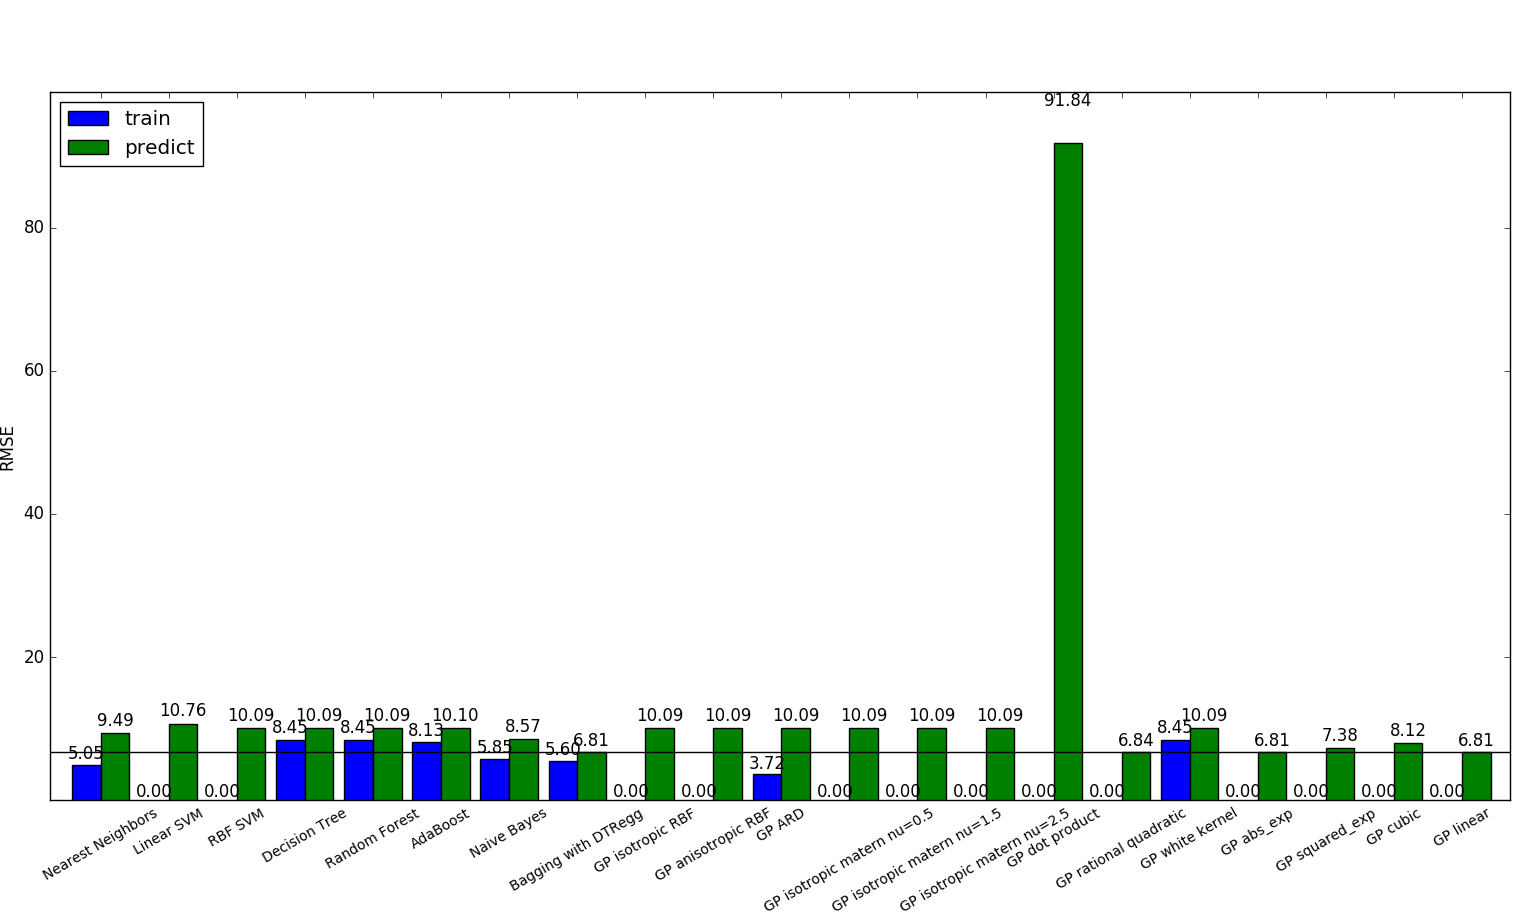 train
predict
RMSE
80
60
40
20
91.84
9.49
10.76
10.09
10.09
10.09
10.10
8.57
6.81
10.09
10.09
10.09
10.09
10.09
10.09
6.84
10.09
6.81
7.38
8.12
6.81
5.05
0.00
0.00
8.45
8.45
8.13
5.85
5.60
0.00
0.00
3.72
0.00
0.00
0.00
0.00
0.00
8.45
0.00
0.00
0.00
0.00
Nearest Neighbors
Linear SVM
RBF SVM
Decision Tree
Random Forest
AdaBoost
Naive Bayes
Bagging with DTRegg
GP isotropic RBF
GP anisotropic RBF
GP ARD
GP isotropic matern nu=0.5
GP isotropic matern nu=1.5
GP isotropic matern nu=2.5
GP dot product
GP rational quadratic
GP white kernel
GP abs_exp
GP squared_exp
GP cubic
GP linear